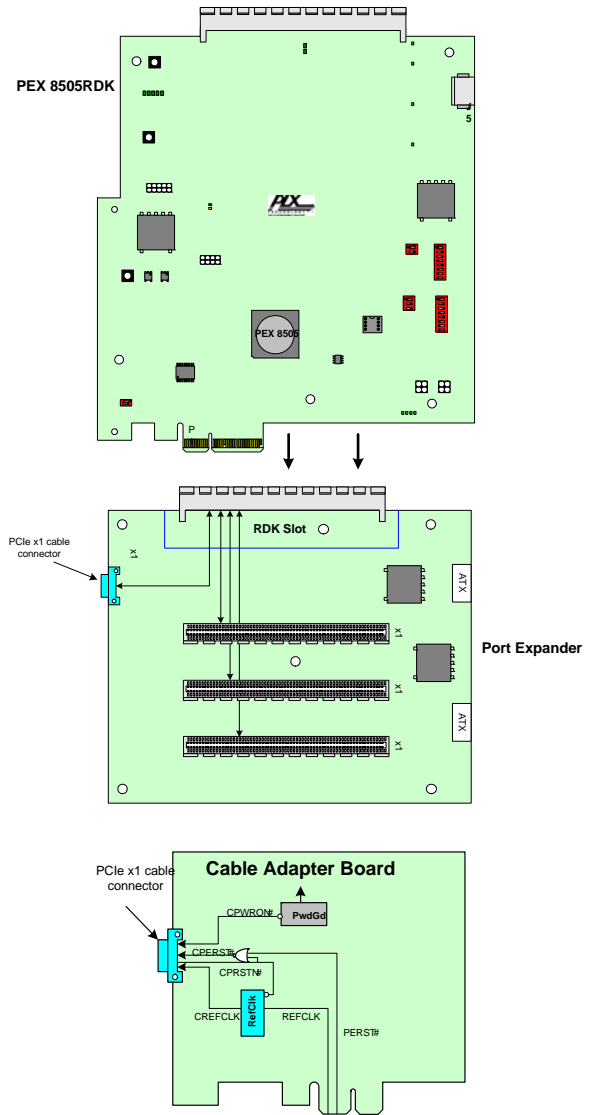 PEX 8505RDK
J
5
PLX
PEX 8505
P
RDK Slot
PCIe x1 cable
connector
x1
ATX
x1
Port Expander
x1
ATX
x1
Cable Adapter Board
PCIe x1 cable
connector
CPWRON#
PwdGd
CPERST#
CPRSTN#
RefClk
CREFCLK
REFCLK
PERST#